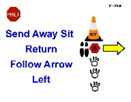 HALT
Send Away Sit
Return
Follow Arrow
Left